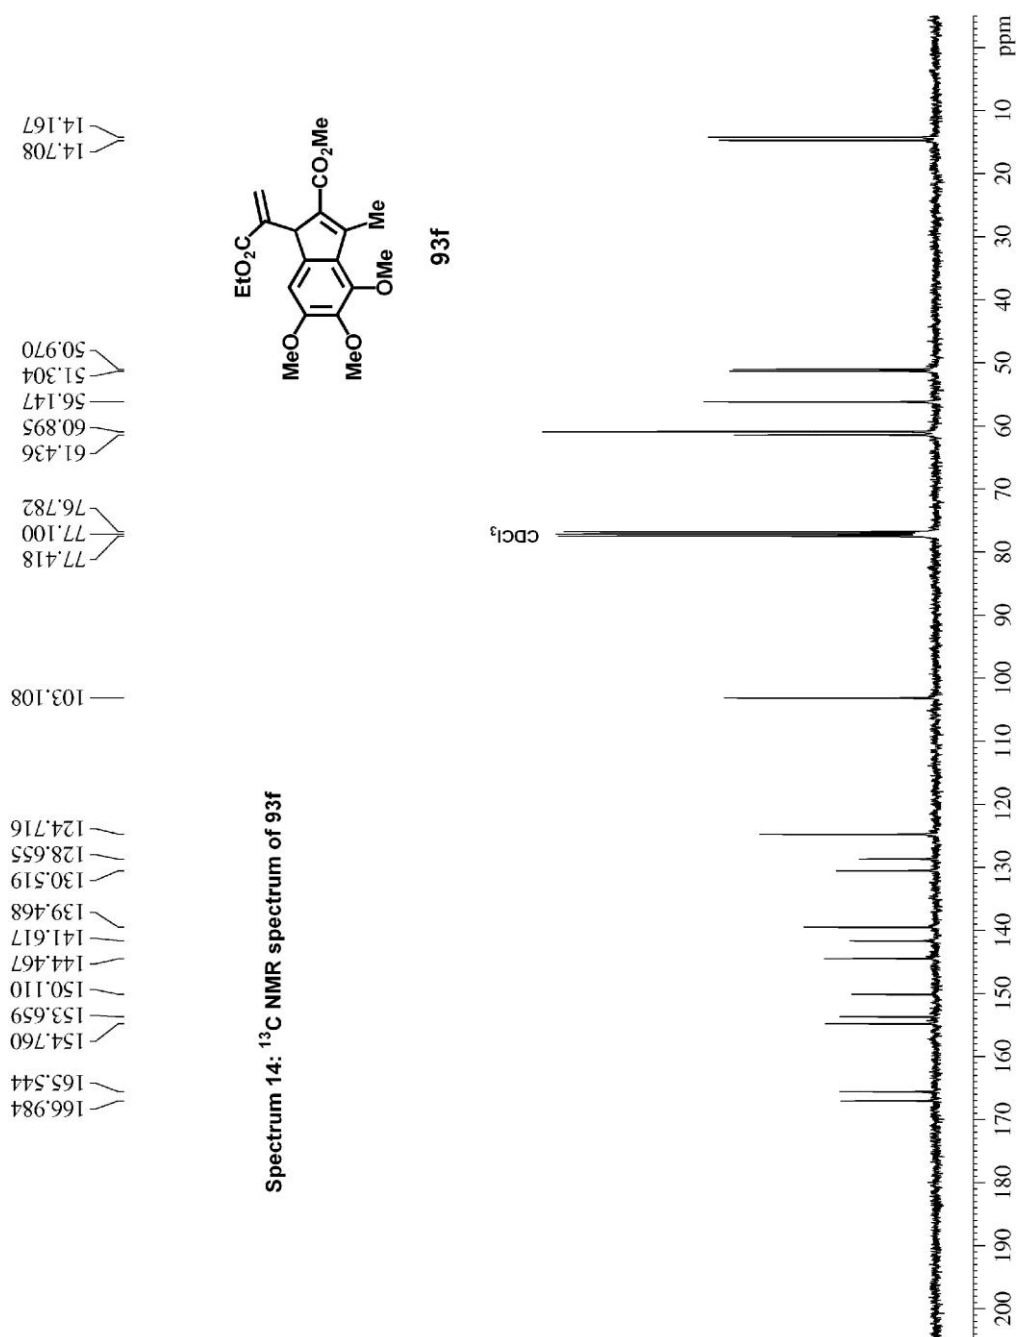 Spectrum 14: ¹³C NMR spectrum of 93f
166.984
165.544
154.760
153.659
150.110
144.467
141.617
139.468
130.519
128.655
124.716
103.108
77.418
77.100
76.782
61.436
60.895
56.147
51.304
50.970
14.708
14.167
EtO₂C
CO₂Me
MeO
Me
MeO
OMe
93f
CDCl₃
200 190 180 170 160 150 140 130 120 110 100 90 80 70 60 50 40 30 20 10 ppm